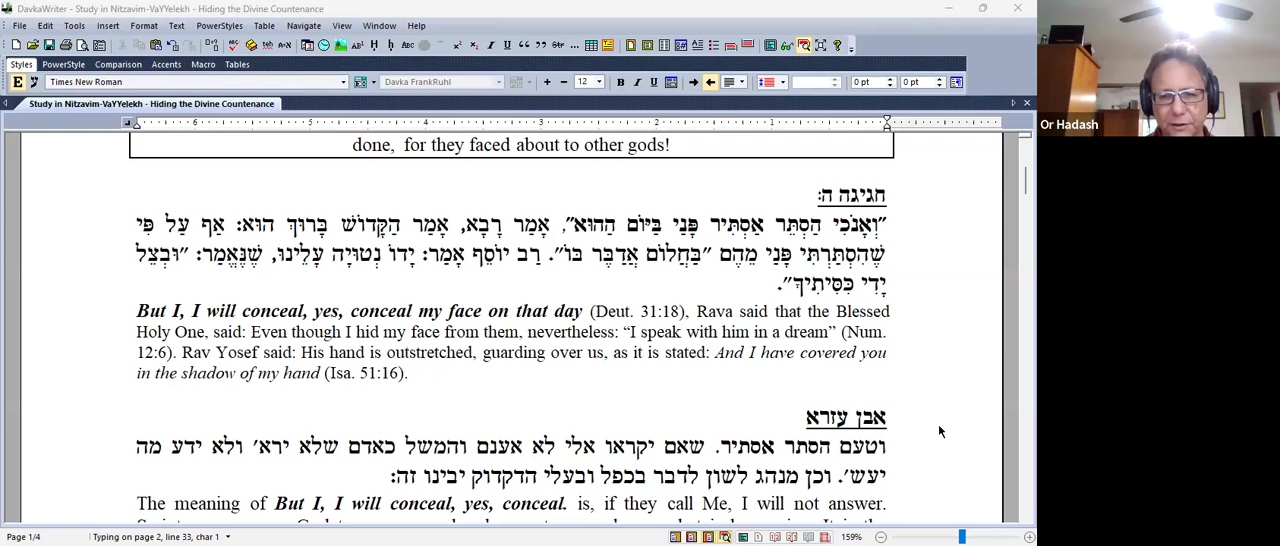 DavkaWriter - Study in Nitzavim-VaYYelekh - Hiding the Divine Countenance
File Edit Tools Insert Format Text PowerStyles Table Navigate View Window Help
Styles PowerStyle Comparison Accents Macro Tables
Times New Roman Davka FrankRuhl 12 B I U 0 pt 0 pt
Study in Nitzavim-VaYYelekh - Hiding the Divine Countenance
6 5 4 3 2 1
Or Hadash
done, for they faced about to other gods!
חגיגה ה:
"וְאָנֹכִי הַסְתֵּר אַסְתִּיר פָּנַי בַּיּוֹם הַהוּא", אָמַר רָבָא, אָמַר הַקָּדוֹשׁ בָּרוּךְ הוּא: אַף עַל פִּי
שֶׁהִסְתַּרְתִּי פָּנַי מֵהֶם "בַּחֲלוֹם אֲדַבֶּר בּוֹ". רַב יוֹסֵף אָמַר: יָדוֹ נְטוּיָה עָלֵינוּ, שֶׁנֶּאֱמַר: "וּבְצֵל
יָדִי כִּסִּיתִיךָ".
But I, I will conceal, yes, conceal my face on that day (Deut. 31:18), Rava said that the Blessed
Holy One, said: Even though I hid my face from them, nevertheless: “I speak with him in a dream” (Num.
12:6). Rav Yosef said: His hand is outstretched, guarding over us, as it is stated: And I have covered you
in the shadow of my hand (Isa. 51:16).
אבן עזרא
וטעם הסתר אסתיר. שאם יקראו אלי לא אענם והמשל כאדם שלא ירא' ולא ידע מה
יעש'. וכן מנהג לשון לדבר בכפל ובעלי הדקדוק יבינו זה:
The meaning of But I, I will conceal, yes, conceal. is, if they call Me, I will not answer.
Page 1/4 Typing on page 2, line 33, char 1 159%